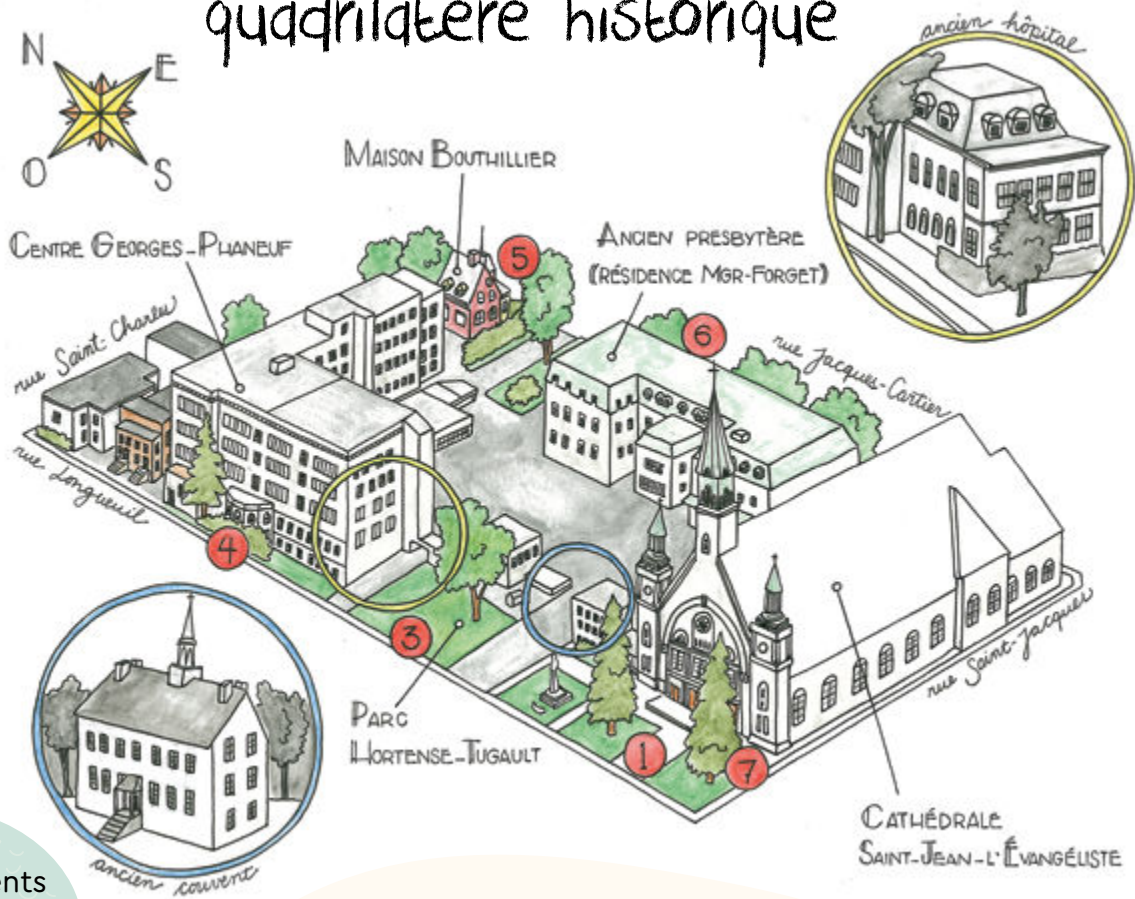 quadrilatère historique
ancien hôpital
N
E
O
S
Maison Bouthillier
Centre Georges-Phaneuf
Ancien presbytère
(résidence Mgr-Forget)
5
6
rue Saint-Charles
rue Jacques-Cartier
rue Longueuil
4
3
Parc
Hortense-Tugault
1
7
rue Saint-Jacques
Cathédrale
Saint-Jean-l'Évangéliste
ancien couvent
ents